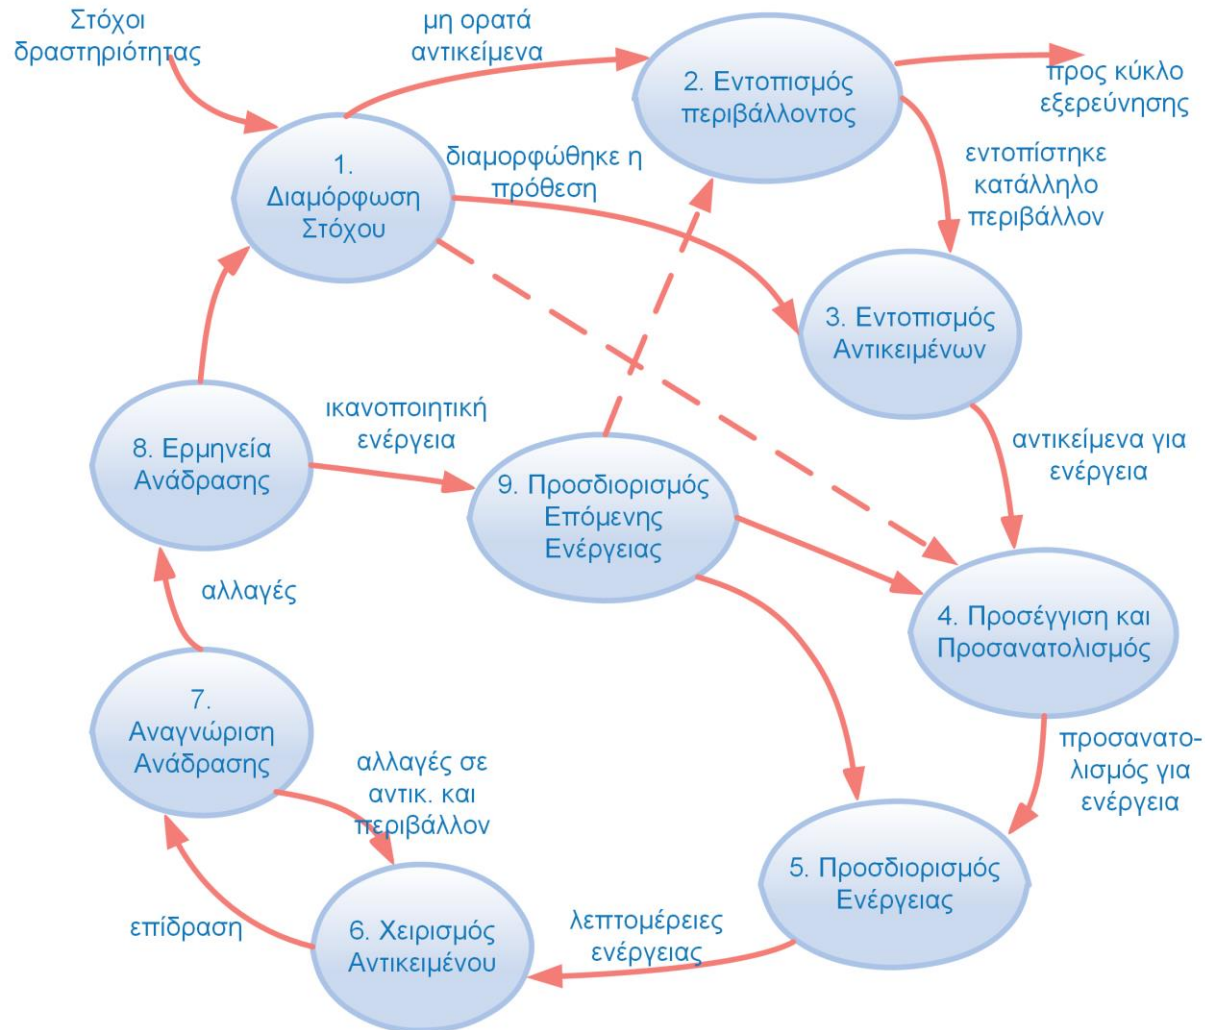 Στόχοι
δραστηριότητας
μη ορατά
αντικείμενα
2. Εντοπισμός
περιβάλλοντος
προς κύκλο
εξερεύνησης
1.
Διαμόρφωση
Στόχου
διαμορφώθηκε η
πρόθεση
εντοπίστηκε
κατάλληλο
περιβάλλον
3. Εντοπισμός
Αντικειμένων
8. Ερμηνεία
Ανάδρασης
ικανοποιητική
ενέργεια
9. Προσδιορισμός
Επόμενης
Ενέργειας
αντικείμενα για
ενέργεια
4. Προσέγγιση και
Προσανατολισμός
αλλαγές
7.
Αναγνώριση
Ανάδρασης
αλλαγές σε
αντικ. και
περιβάλλον
προσανατο-
λισμός για
ενέργεια
5. Προσδιορισμός
Ενέργειας
επίδραση
6. Χειρισμός
Αντικειμένου
λεπτομέρειες
ενέργειας